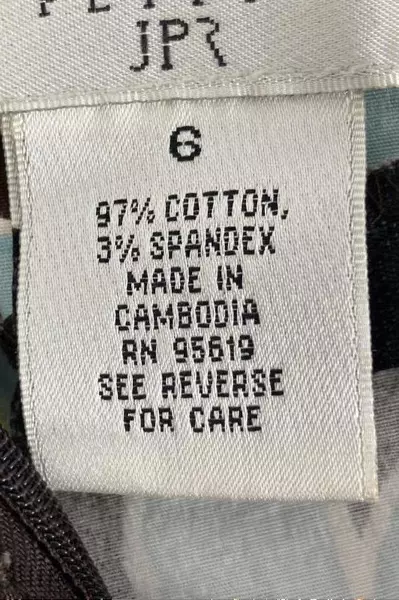 JPR
6
97% COTTON,
3% SPANDEX
MADE IN
CAMBODIA
RN 95619
SEE REVERSE
FOR CARE